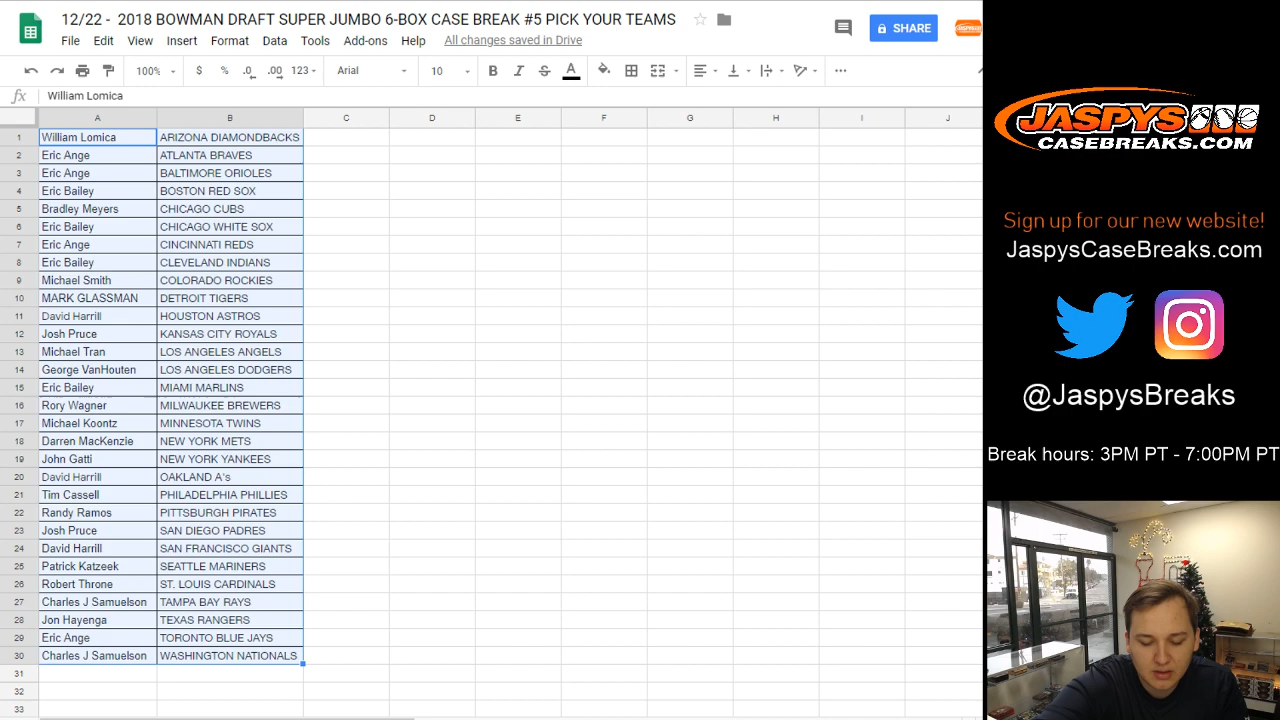 12/22 - 2018 BOWMAN DRAFT SUPER JUMBO 6-BOX CASE BREAK #5 PICK YOUR TEAMS
SHARE
File Edit View Insert Format Data Tools Add-ons Help All changes saved in Drive
100% $ % .0 .00 123 Arial 10 B I S A
fx William Lomica
A B C D E F G H I J
1 William Lomica ARIZONA DIAMONDBACKS
2 Eric Ange ATLANTA BRAVES
3 Eric Ange BALTIMORE ORIOLES
4 Eric Bailey BOSTON RED SOX
5 Bradley Meyers CHICAGO CUBS
6 Eric Bailey CHICAGO WHITE SOX
7 Eric Ange CINCINNATI REDS
8 Eric Bailey CLEVELAND INDIANS
9 Michael Smith COLORADO ROCKIES
10 MARK GLASSMAN DETROIT TIGERS
11 David Harrill HOUSTON ASTROS
12 Josh Pruce KANSAS CITY ROYALS
13 Michael Tran LOS ANGELES ANGELS
14 George VanHouten LOS ANGELES DODGERS
15 Eric Bailey MIAMI MARLINS
16 Rory Wagner MILWAUKEE BREWERS
17 Michael Koontz MINNESOTA TWINS
18 Darren MacKenzie NEW YORK METS
19 John Gatti NEW YORK YANKEES
20 David Harrill OAKLAND A's
21 Tim Cassell PHILADELPHIA PHILLIES
22 Randy Ramos PITTSBURGH PIRATES
23 Josh Pruce SAN DIEGO PADRES
24 David Harrill SAN FRANCISCO GIANTS
25 Patrick Katzeek SEATTLE MARINERS
26 Robert Throne ST. LOUIS CARDINALS
27 Charles J Samuelson TAMPA BAY RAYS
28 Jon Hayenga TEXAS RANGERS
29 Eric Ange TORONTO BLUE JAYS
30 Charles J Samuelson WASHINGTON NATIONALS
31
32
33
JASPYS
CASEBREAKS.COM
Sign up for our new website!
JaspysCaseBreaks.com
@JaspysBreaks
Break hours: 3PM PT - 7:00PM PT